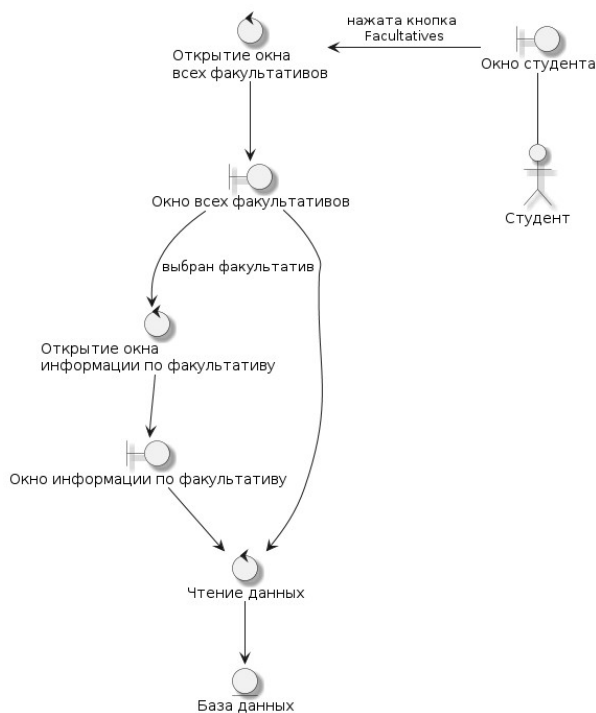 нажата кнопка
Facultatives
Открытие окна
всех факультативов
Окно студента
Окно всех факультативов
Студент
выбран факультатив
Открытие окна
информации по факультативу
Окно информации по факультативу
Чтение данных
База данных